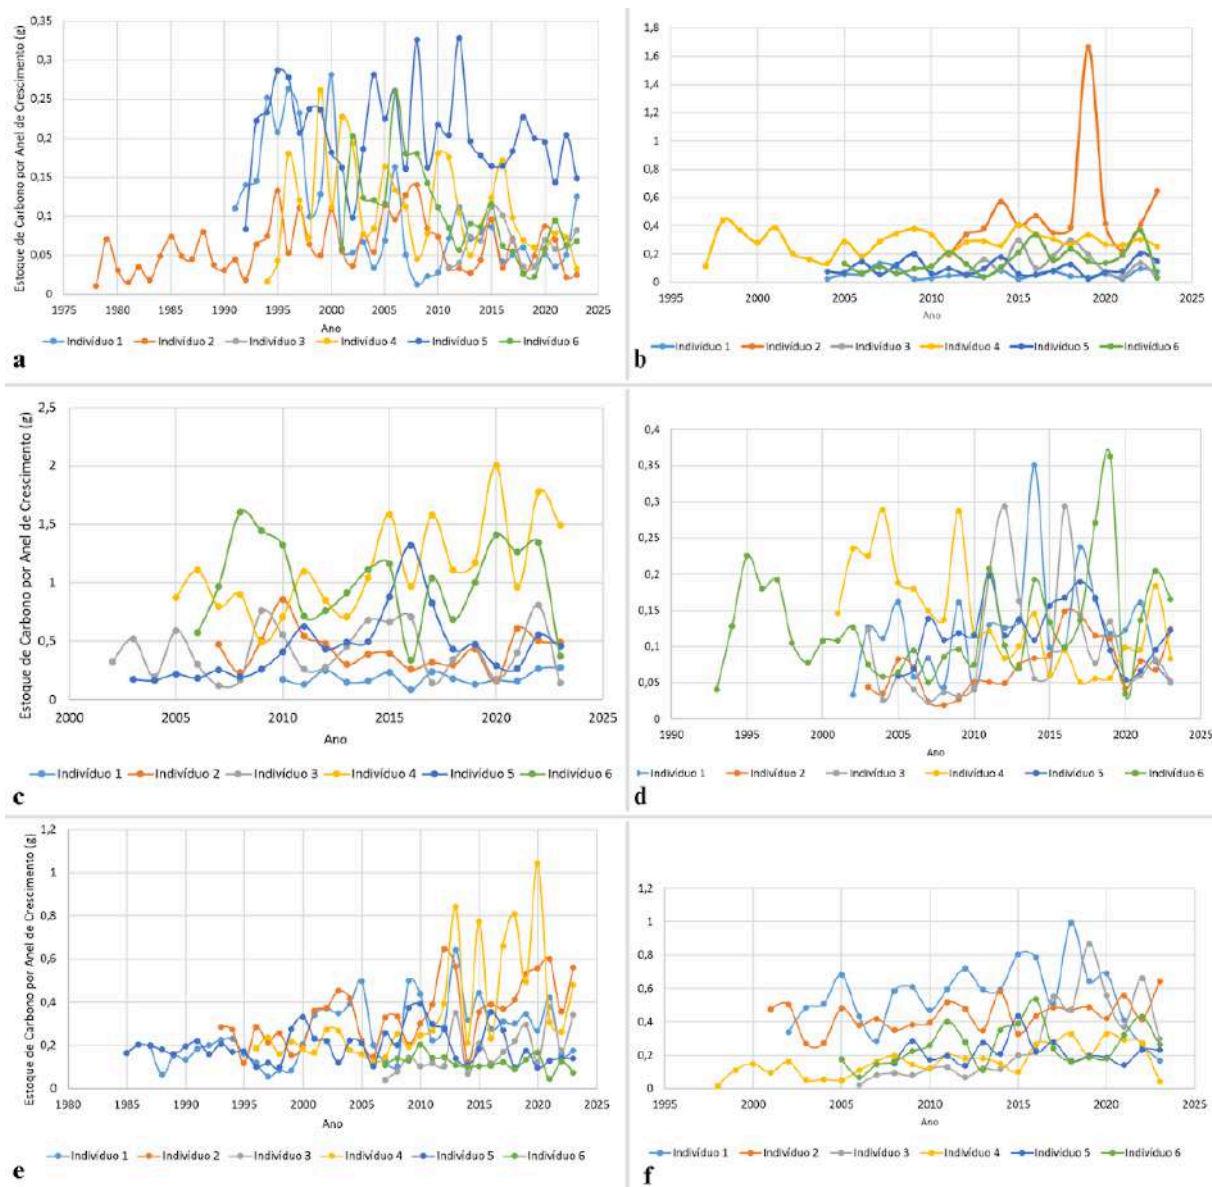 Estoque de Carbono por Anel de Crescimento (g)
0,35
0,3
0,25
0,2
0,15
0,1
0,05
0
1975 1980 1985 1990 1995 2000 2005 2010 2015 2020 2025
Ano
Indivíduo 1 Indivíduo 2 Indivíduo 3 Indivíduo 4 Indivíduo 5 Indivíduo 6
a
1,8
1,6
1,4
1,2
1
0,8
0,6
0,4
0,2
0
1995 2000 2005 2010 2015 2020 2025
Ano
Indivíduo 1 Indivíduo 2 Indivíduo 3 Indivíduo 4 Indivíduo 5 Indivíduo 6
b
Estoque de Carbono por Anel de Crescimento (g)
2,5
2
1,5
1
0,5
0
2000 2005 2010 2015 2020 2025
Ano
Indivíduo 1 Indivíduo 2 Indivíduo 3 Indivíduo 4 Indivíduo 5 Indivíduo 6
c
0,4
0,35
0,3
0,25
0,2
0,15
0,1
0,05
0
1990 1995 2000 2005 2010 2015 2020 2025
Ano
Indivíduo 1 Indivíduo 2 Indivíduo 3 Indivíduo 4 Indivíduo 5 Indivíduo 6
d
Estoque de Carbono por Anel de Crescimento (g)
1,2
1
0,8
0,6
0,4
0,2
0
1980 1985 1990 1995 2000 2005 2010 2015 2020 2025
Ano
Indivíduo 1 Indivíduo 2 Indivíduo 3 Indivíduo 4 Indivíduo 5 Indivíduo 6
e
1,2
1
0,8
0,6
0,4
0,2
0
1995 2000 2005 2010 2015 2020 2025
Ano
Indivíduo 1 Indivíduo 2 Indivíduo 3 Indivíduo 4 Indivíduo 5 Indivíduo 6
f